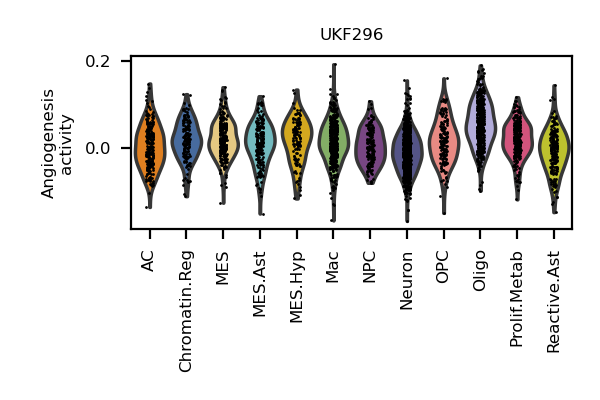 UKF296
Angiogenesis
activity
0.2
0.0
AC
Chromatin.Reg
MES
MES.Ast
MES.Hyp
Mac
NPC
Neuron
OPC
Oligo
Prolif.Metab
Reactive.Ast